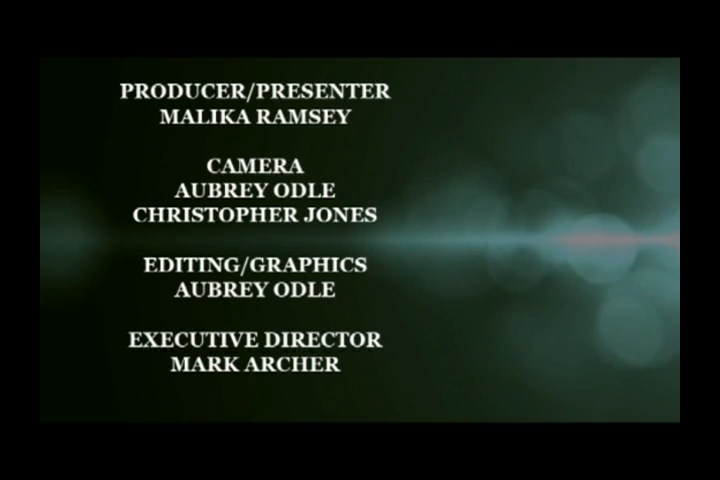 PRODUCER/PRESENTER
MALIKA RAMSEY
CAMERA
AUBREY ODLE
CHRISTOPHER JONES
EDITING/GRAPHICS
AUBREY ODLE
EXECUTIVE DIRECTOR
MARK ARCHER